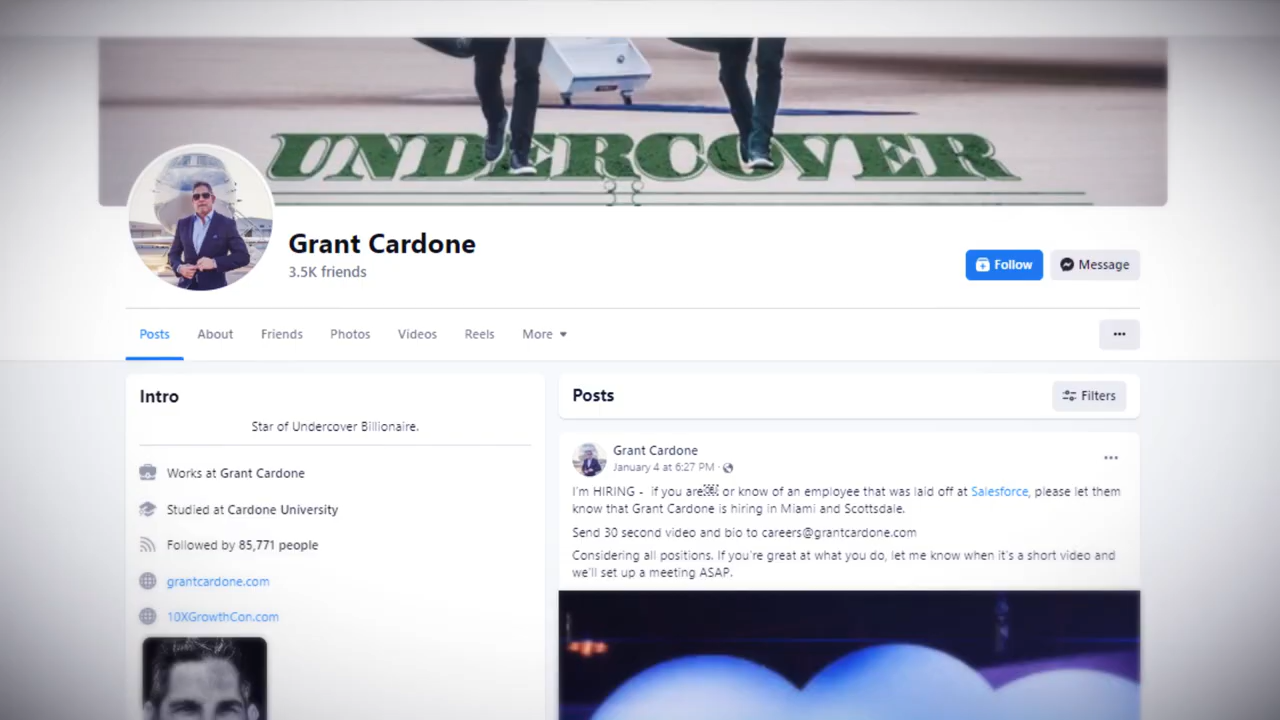 UNDERCOVER
Grant Cardone
3.5K friends
Follow
Message
Posts
About
Friends
Photos
Videos
Reels
More
Intro
Star of Undercover Billionaire.
Works at Grant Cardone
Studied at Cardone University
Followed by 85,771 people
grantcardone.com
10XGrowthCon.com
Posts
Filters
Grant Cardone
January 4 at 6:27 PM ·
I'm HIRING - if you are or know of an employee that was laid off at Salesforce, please let them
know that Grant Cardone is hiring in Miami and Scottsdale.
Send 30 second video and bio to careers@grantcardone.com
Considering all positions. If you're great at what you do, let me know when it's a short video and
we'll set up a meeting ASAP.